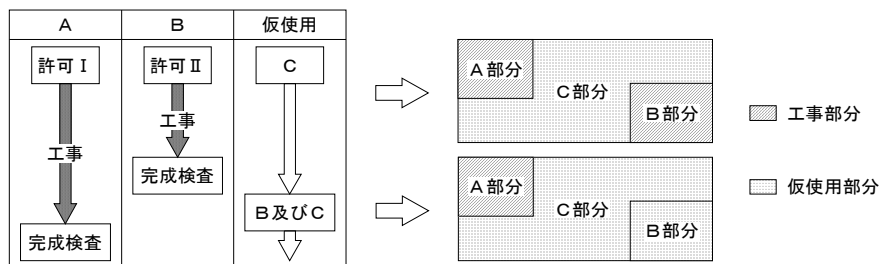 A
B
仮使用
許可Ⅰ
許可Ⅱ
C
工事
工事
完成検査
完成検査
B及びC
A部分
C部分
B部分
A部分
C部分
B部分
工事部分
仮使用部分